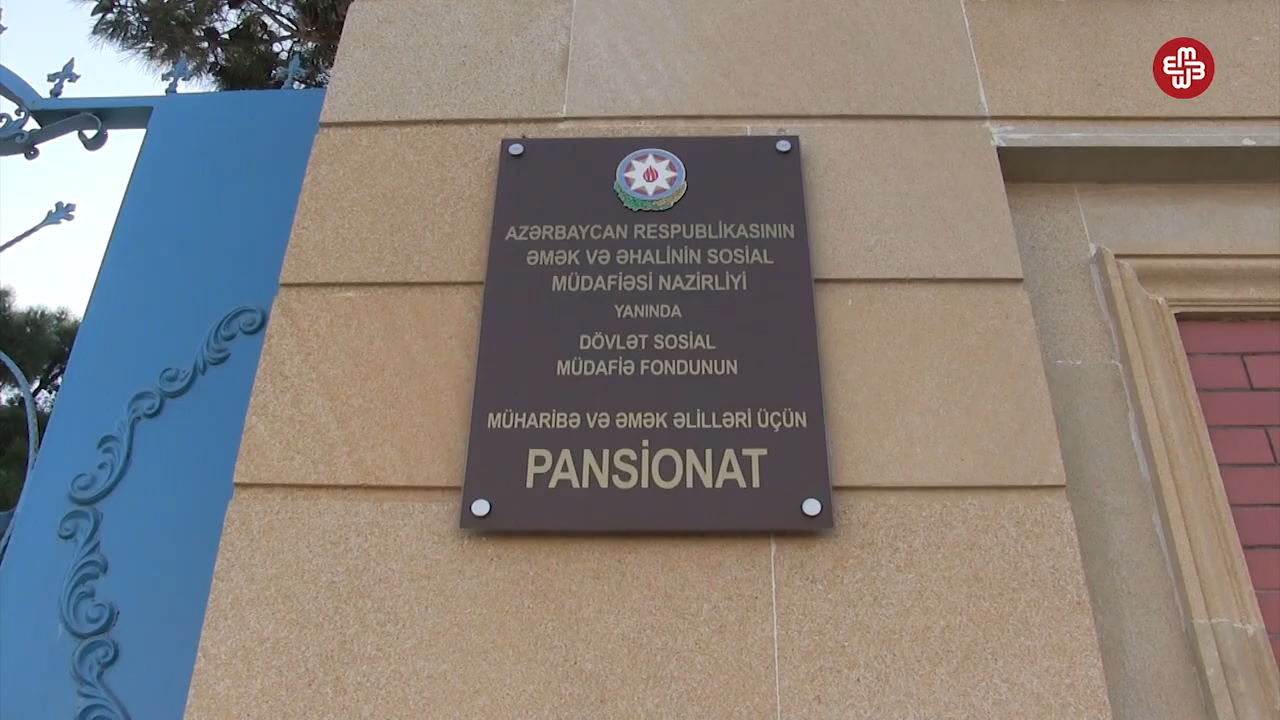 AZƏRBAYCAN RESPUBLİKASININ
ƏMƏK VƏ ƏHALİNİN SOSİAL
MÜDAFİƏSİ NAZİRLİYİ
YANINDA
DÖVLƏT SOSİAL
MÜDAFİƏ FONDUNUN
MÜHARİBƏ VƏ ƏMƏK ƏLİLLƏRİ ÜÇÜN
PANSİONAT